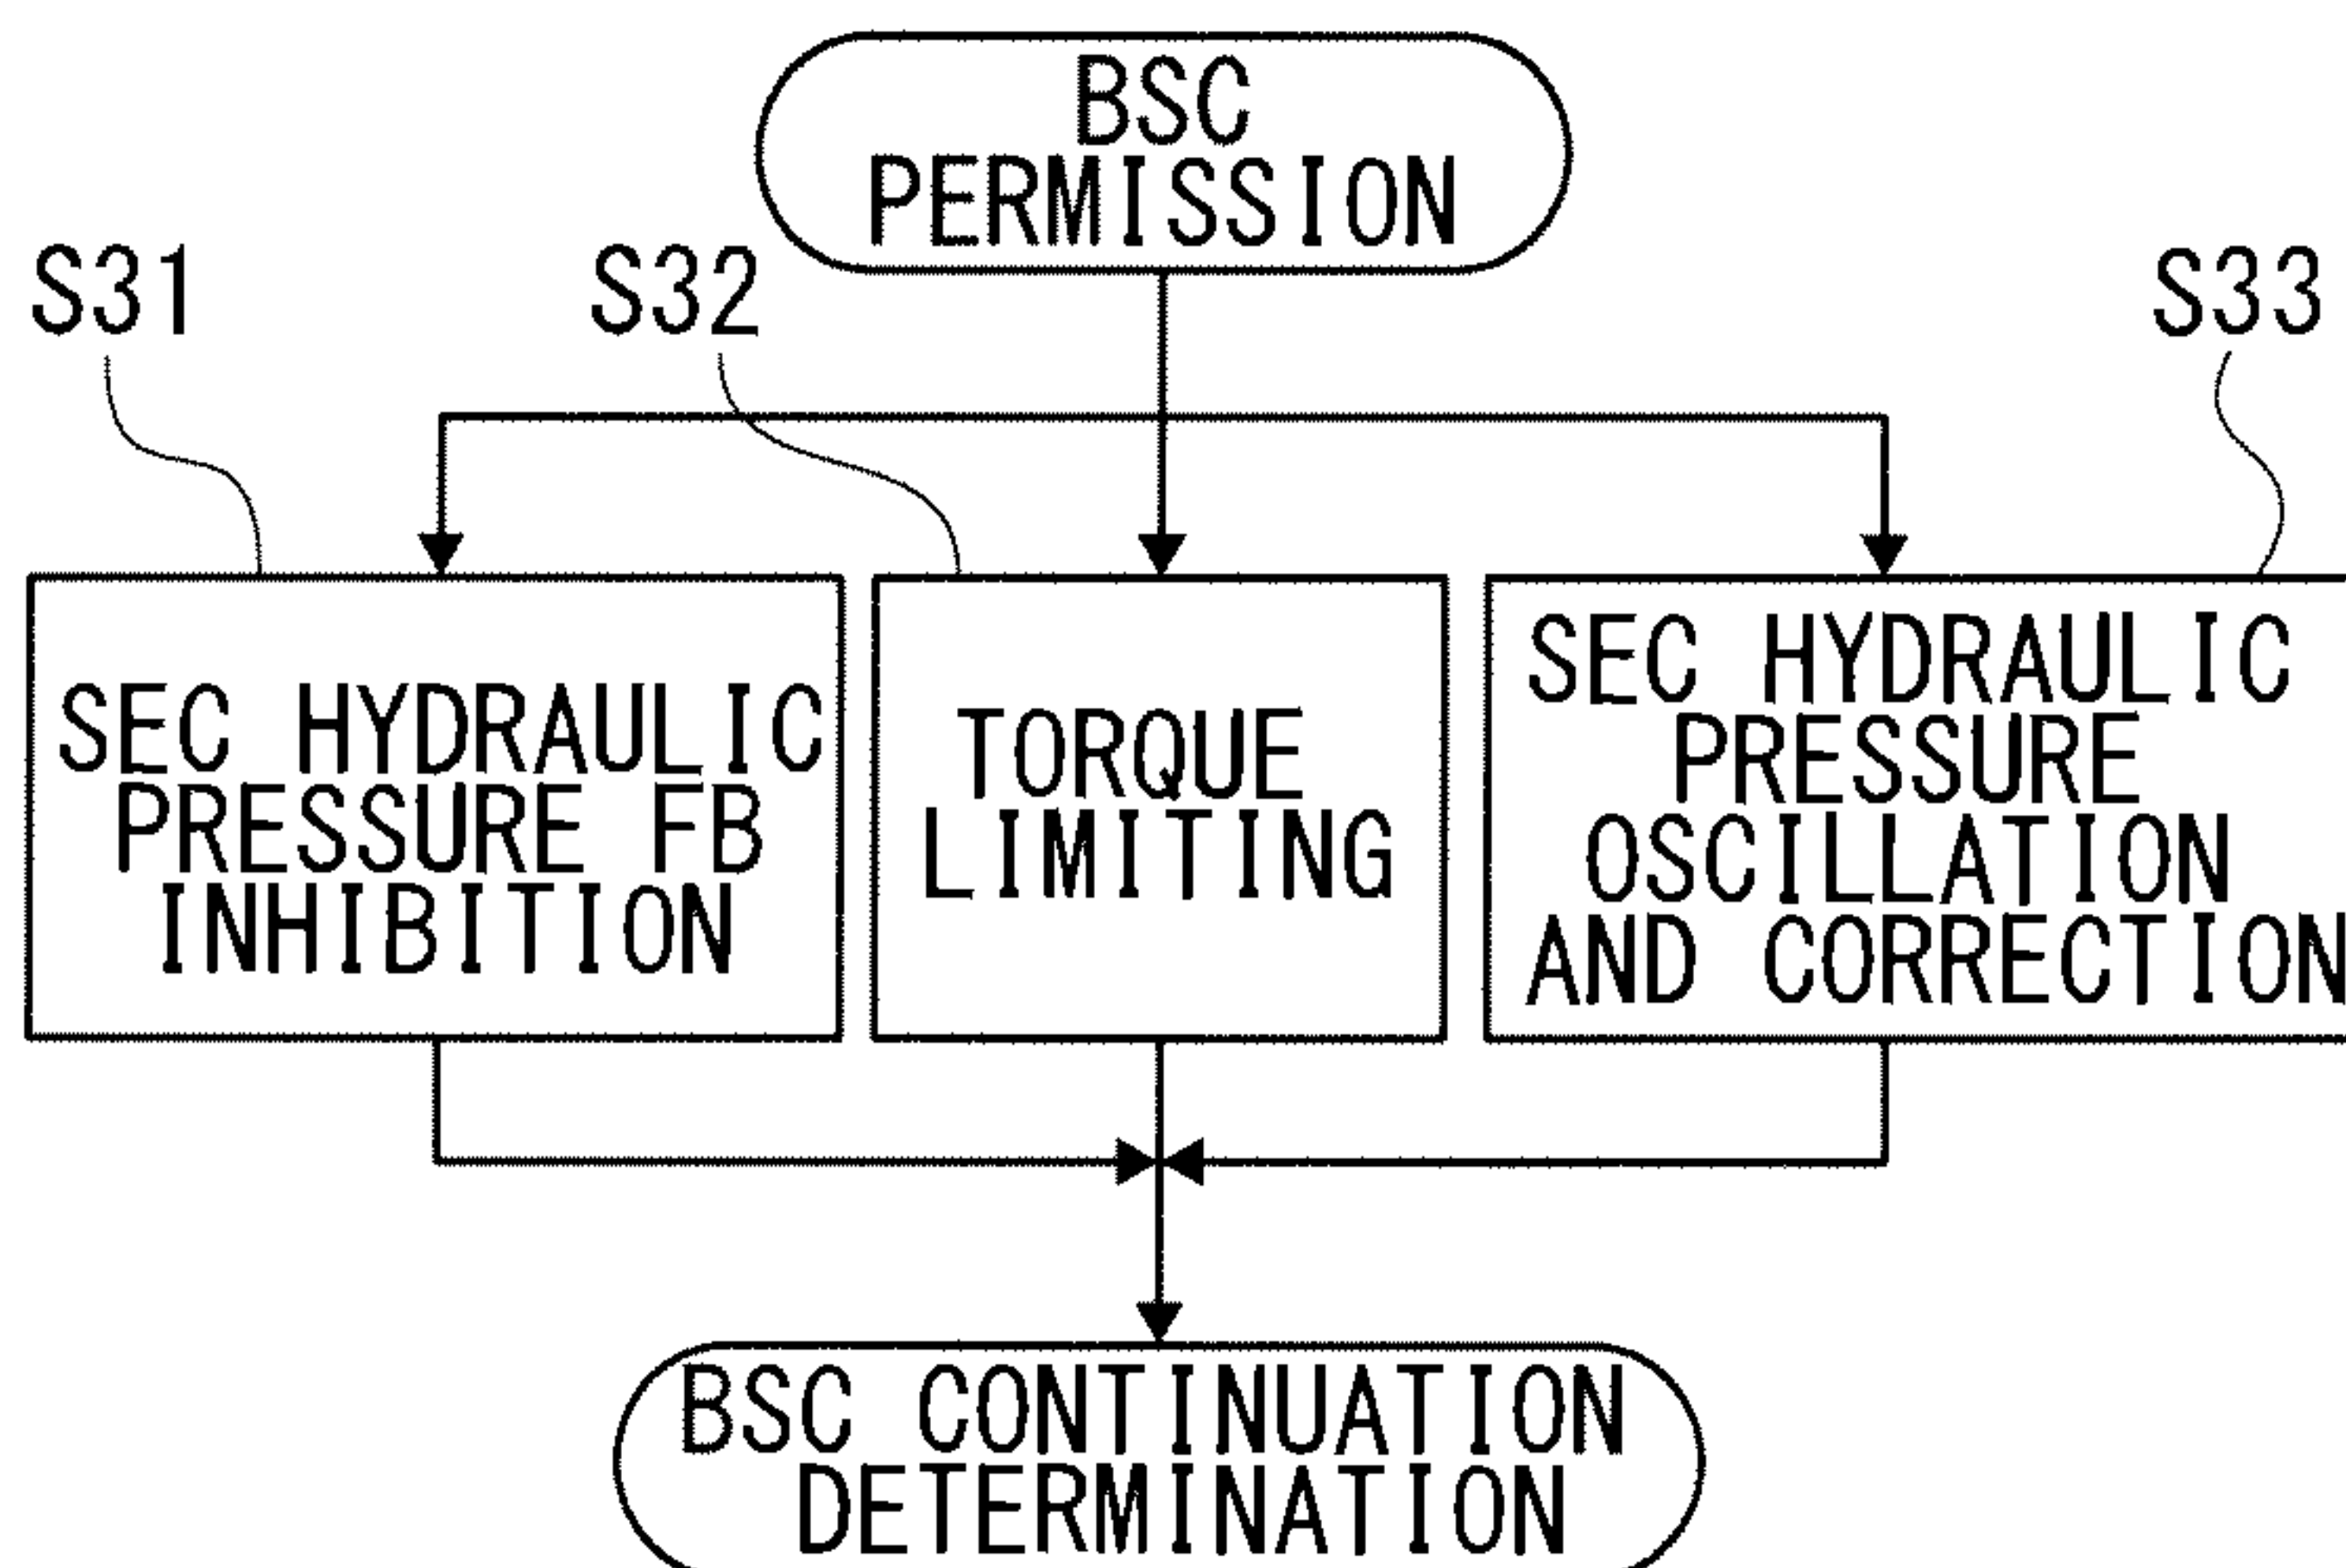 BSC
PERMISSION
S31
S32
S33
SEC HYDRAULIC
PRESSURE FB
INHIBITION
TORQUE
LIMITING
SEC HYDRAULIC
PRESSURE
OSCILLATION
AND CORRECTION
BSC CONTINUATION
DETERMINATION